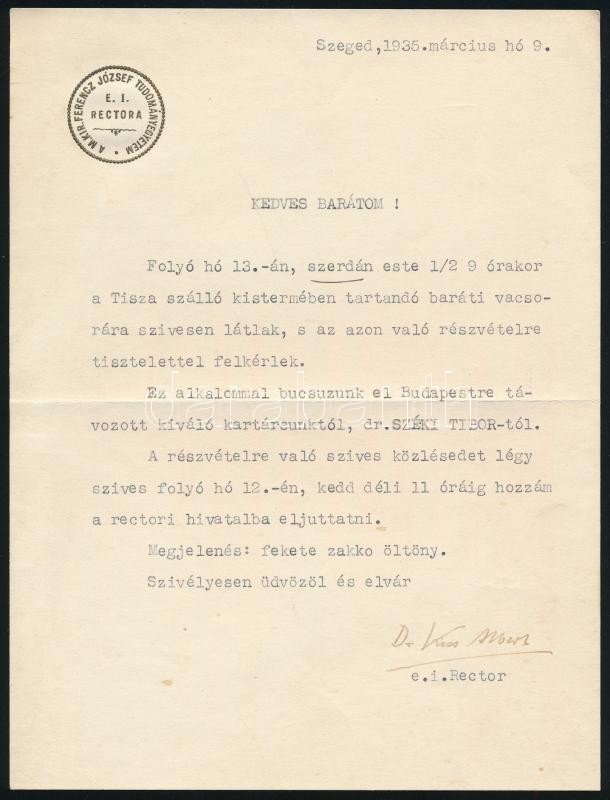 Szeged,1935.március hó 9.
A M.KIR.FERENCZ JÓZSEF TUDOMÁNYEGYETEM
E. I.
RECTORA
KEDVES BARÁTOM !
Folyó hó 13.-án, szerdán este 1/2 9 órakor
a Tisza szálló kistermében tartandó baráti vacso-
rára szivesen látlak, s az azon való részvételre
tisztelettel felkérlek.
Ez alkalommal bucsuzunk el Budapestre tá-
vozott kiváló kartársunktól, dr.SZÉKI TIBOR-tól.
A részvételre való szives közlésedet légy
szives folyó hó 12.-én, kedd déli 11 óráig hozzám
a rectori hivatalba eljuttatni.
Megjelenés: fekete zakko öltöny.
Szivélyesen üdvözöl és elvár
Dr Kiss Albert
e.i.Rector
darabanth